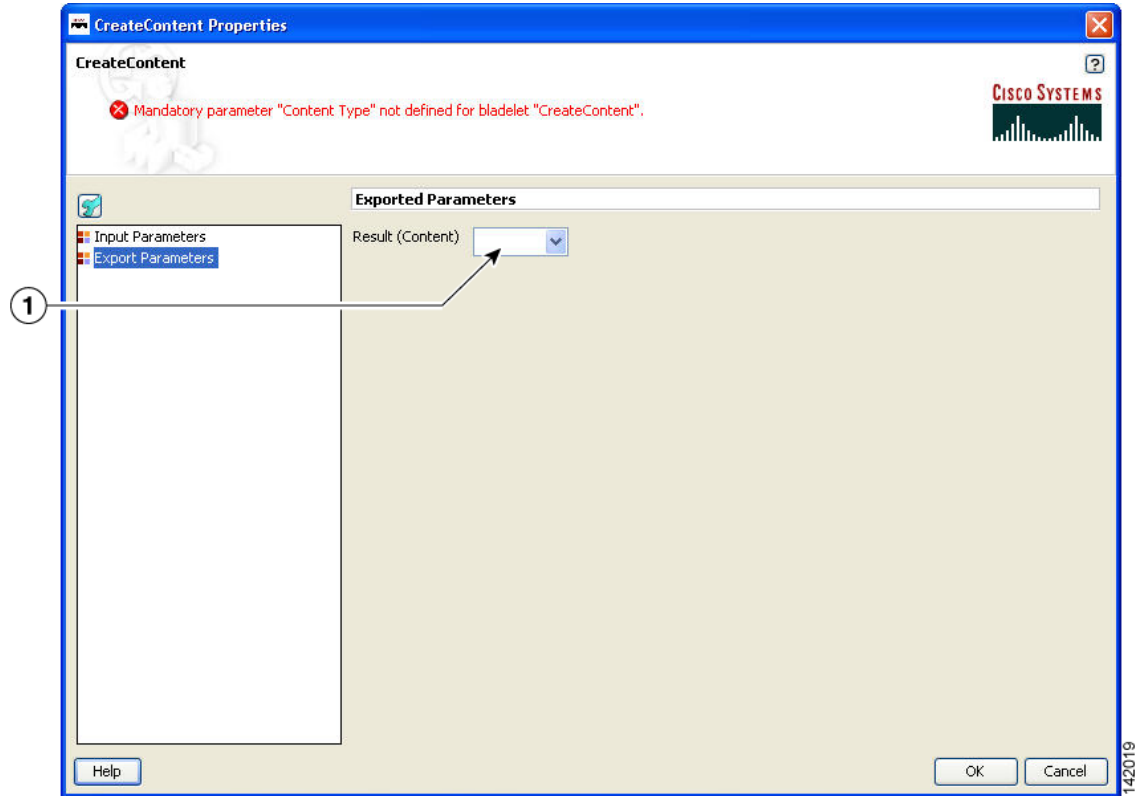 CreateContent Properties
CreateContent
?
Mandatory parameter "Content Type" not defined for bladelet "CreateContent".
CISCO SYSTEMS
Exported Parameters
Input Parameters
Export Parameters
Result (Content)
1
Help
OK
Cancel
142019